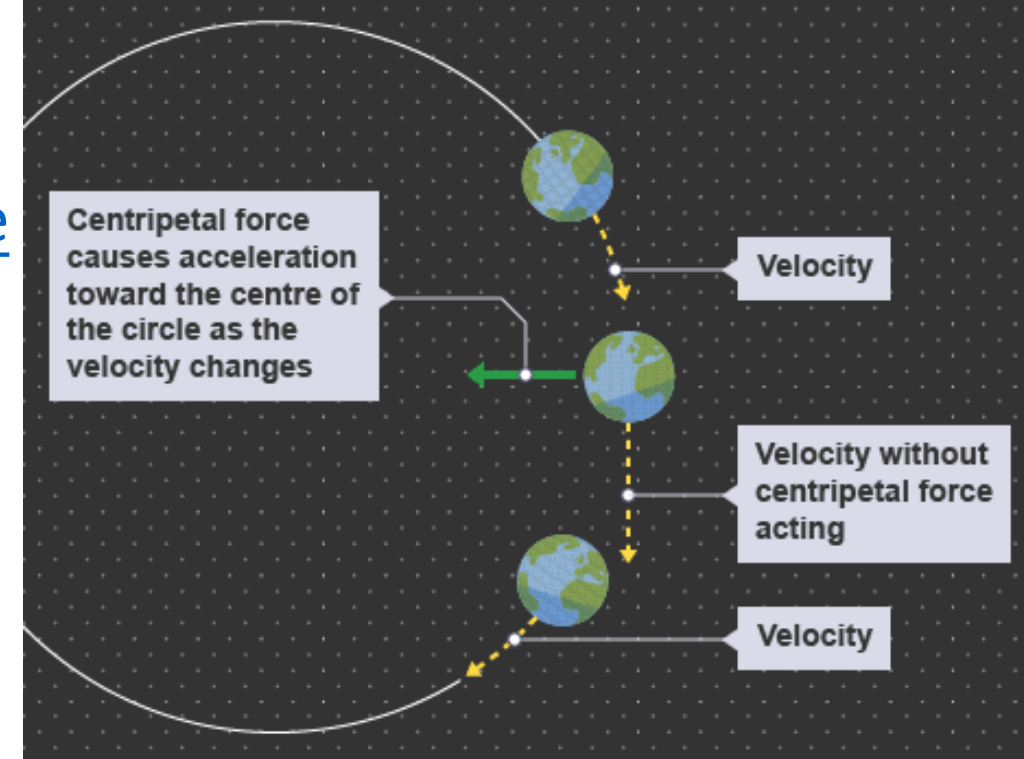 e
Centripetal force
causes acceleration
toward the centre of
the circle as the
velocity changes
Velocity
Velocity without
centripetal force
acting
Velocity